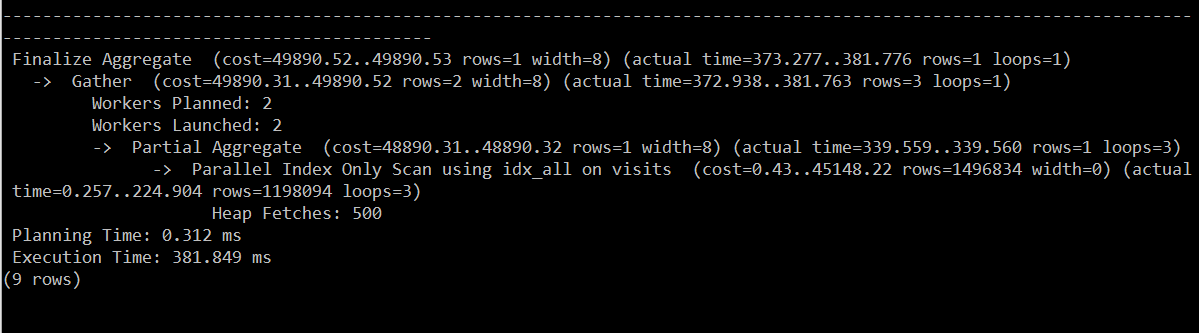 -----------------------------------------------------------------------------------------------------------------------
-------------------------------------------
Finalize Aggregate  (cost=49890.52..49890.53 rows=1 width=8) (actual time=373.277..381.776 rows=1 loops=1)
  ->  Gather  (cost=49890.31..49890.52 rows=2 width=8) (actual time=372.938..381.763 rows=3 loops=1)
        Workers Planned: 2
        Workers Launched: 2
        ->  Partial Aggregate  (cost=48890.31..48890.32 rows=1 width=8) (actual time=339.559..339.560 rows=1 loops=3)
              ->  Parallel Index Only Scan using idx_all on visits  (cost=0.43..45148.22 rows=1496834 width=0) (actual
time=0.257..224.904 rows=1198094 loops=3)
                    Heap Fetches: 500
Planning Time: 0.312 ms
Execution Time: 381.849 ms
(9 rows)